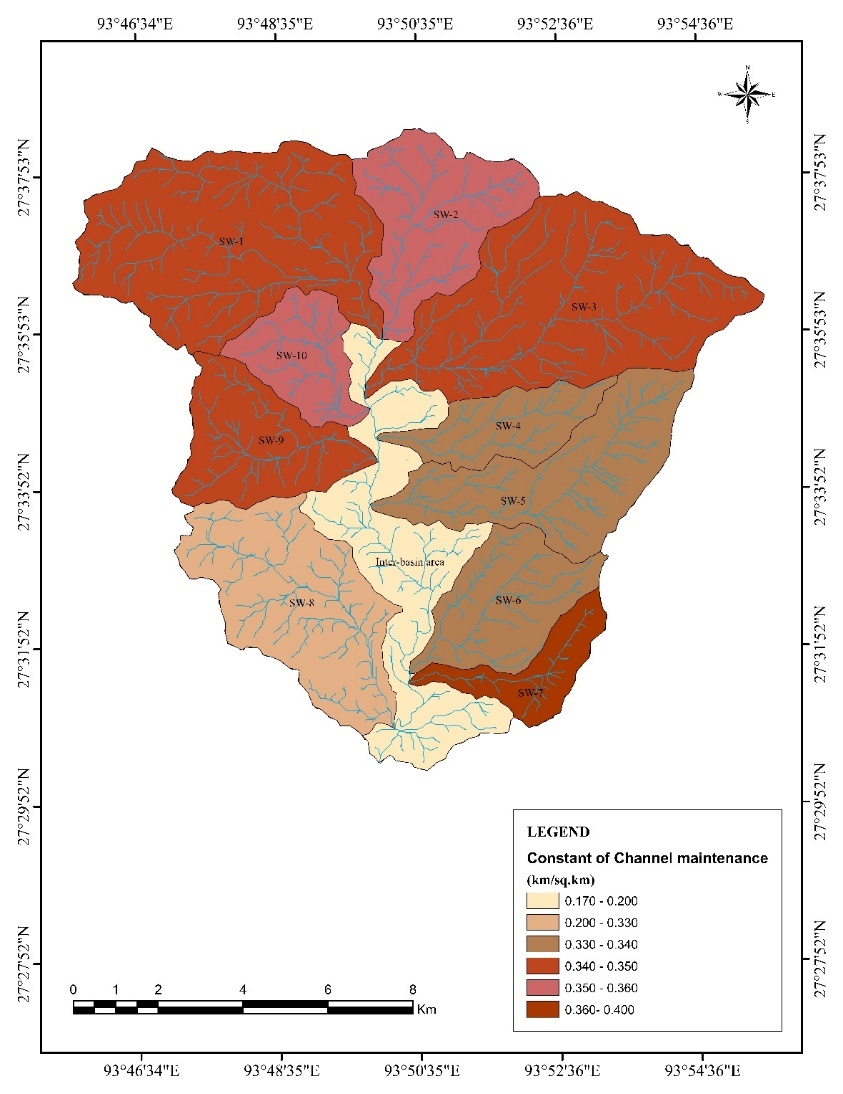 93°46'34"E 93°48'35"E 93°50'35"E 93°52'36"E 93°54'36"E
N
W E
S
27°37'53"N 27°37'53"N
SW-2
SW-1
SW-3
27°35'53"N 27°35'53"N
SW-10
SW-4
SW-9
27°33'52"N 27°33'52"N
SW-5
Inter-basin area
SW-6
SW-8
27°31'52"N 27°31'52"N
SW-7
27°29'52"N 27°29'52"N
LEGEND
Constant of Channel maintenance
(km/sq.km)
0.170 - 0.200
0.200 - 0.330
0.330 - 0.340
0.340 - 0.350
0.350 - 0.360
0.360- 0.400
27°27'52"N 27°27'52"N
0 1 2 4 6 8
Km
93°46'34"E 93°48'35"E 93°50'35"E 93°52'36"E 93°54'36"E